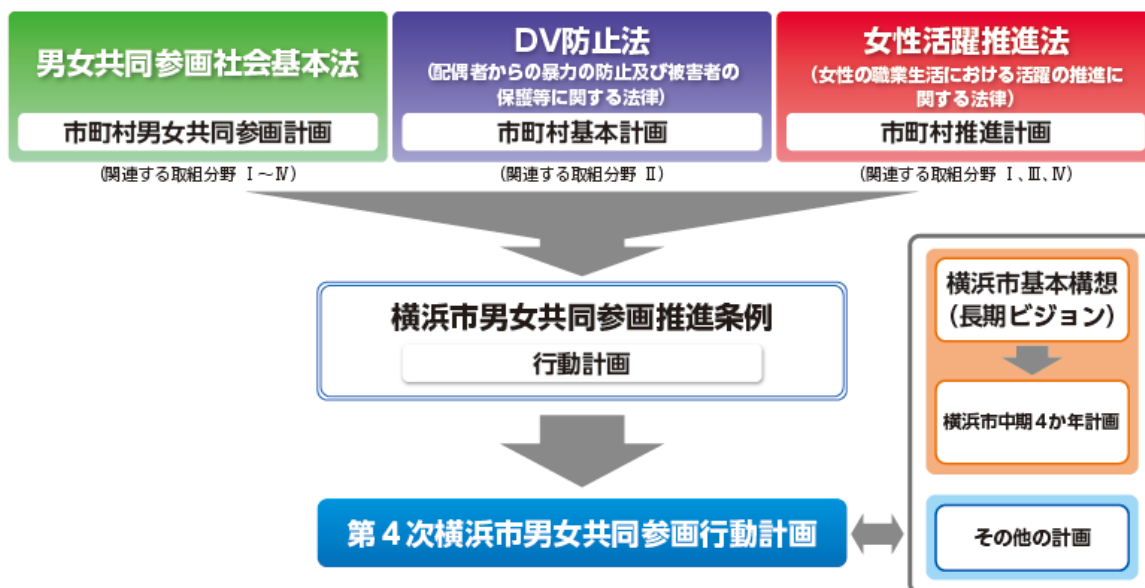 男女共同参画社会基本法
市町村男女共同参画計画
(関連する取組分野 Ⅰ～Ⅳ)
DV防止法
(配偶者からの暴力の防止及び被害者の
保護等に関する法律)
市町村基本計画
(関連する取組分野 Ⅱ)
女性活躍推進法
(女性の職業生活における活躍の推進に
関する法律)
市町村推進計画
(関連する取組分野 Ⅰ、Ⅲ、Ⅳ)
横浜市男女共同参画推進条例
行動計画
第4次横浜市男女共同参画行動計画
横浜市基本構想
(長期ビジョン)
横浜市中期4か年計画
その他の計画